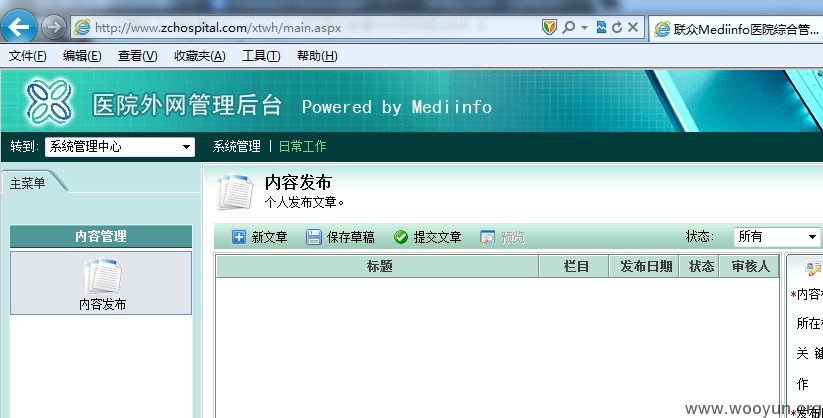 http://www.zchospital.com/xtwh/main.aspx
联众Mediinfo医院综合管...
文件(F) 编辑(E) 查看(V) 收藏夹(A) 工具(T) 帮助(H)
医院外网管理后台 Powered by Mediinfo
转到: 系统管理中心 系统管理 | 日常工作
主菜单
内容发布
个人发布文章。
内容管理
内容发布
新文章 保存草稿 提交文章 预览 状态: 所有
标题 栏目 发布日期 状态 审核人
*内容
所在
关 键
作
*发布
www.wooyun.org